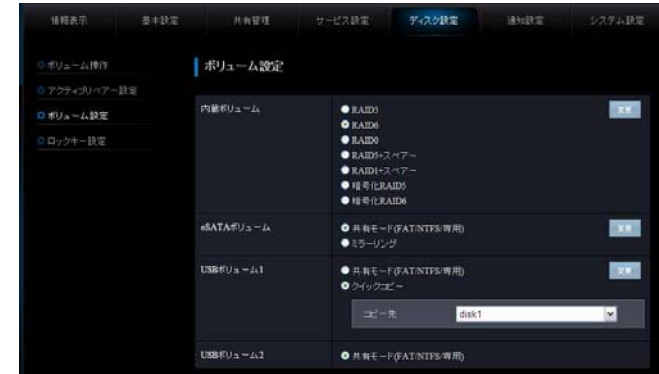 情報表示 基本設定 共有管理 サービス設定 ディスク設定 通知設定 システム設定
ボリューム操作
アクティブリペアー設定
ボリューム設定
ロックキー設定
ボリューム設定
内蔵ボリューム
RAID5
RAID6
RAID0
RAID5+スペアー
RAID1+スペアー
暗号化RAID5
暗号化RAID6
変更
eSATAボリューム
共有モード(FAT/NTFS/専用)
ミラーリング
変更
USBボリューム1
共有モード(FAT/NTFS/専用)
クイックコピー
変更
コピー先 disk1
USBボリューム2
共有モード(FAT/NTFS/専用)